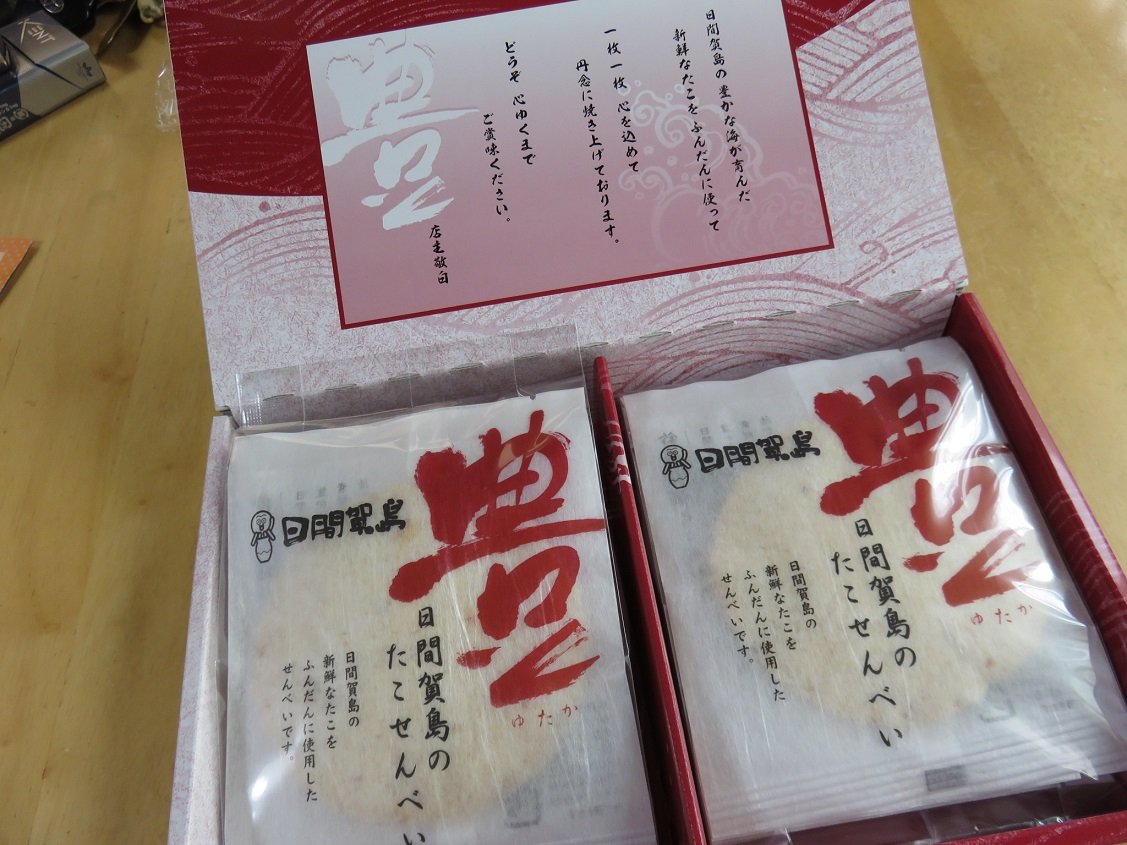 日間賀島の豊かな海が育んだ
新鮮なたこをふんだんに使って
一枚一枚 心を込めて
丹念に焼き上げております。
どうぞ 心ゆくまで
ご賞味ください。
店主敬白
豊
KENT
豊
ゆたか
日間賀島
日間賀島の
たこせんべい
日間賀島の
新鮮なたこを
ふんだんに使用した
せんべいです。
豊
ゆたか
日間賀島
日間賀島の
たこせんべい
日間賀島の
新鮮なたこを
ふんだんに使用した
せんべいです。